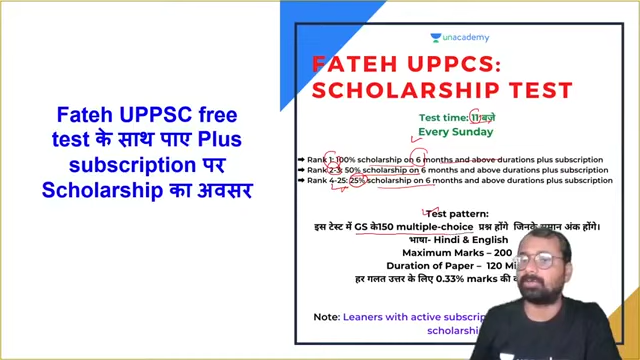 Fateh UPPSC free
test के साथ पाए Plus
subscription पर
Scholarship का अवसर
unacademy
FATEH UPPCS:
SCHOLARSHIP TEST
Test time: 11 बजे
Every Sunday
➡ Rank 1: 100% scholarship on 6 months and above durations plus subscription
➡ Rank 2-3: 50% scholarship on 6 months and above durations plus subscription
➡ Rank 4-25: 25% scholarship on 6 months and above durations plus subscription
Test pattern:
इस टेस्ट में GS के150 multiple-choice प्रश्न होंगे जिनके समान अंक होंगे।
भाषा- Hindi & English
Maximum Marks – 200
Duration of Paper – 120
हर गलत उत्तर के लिए 0.33% marks की
Note: Leaners with active